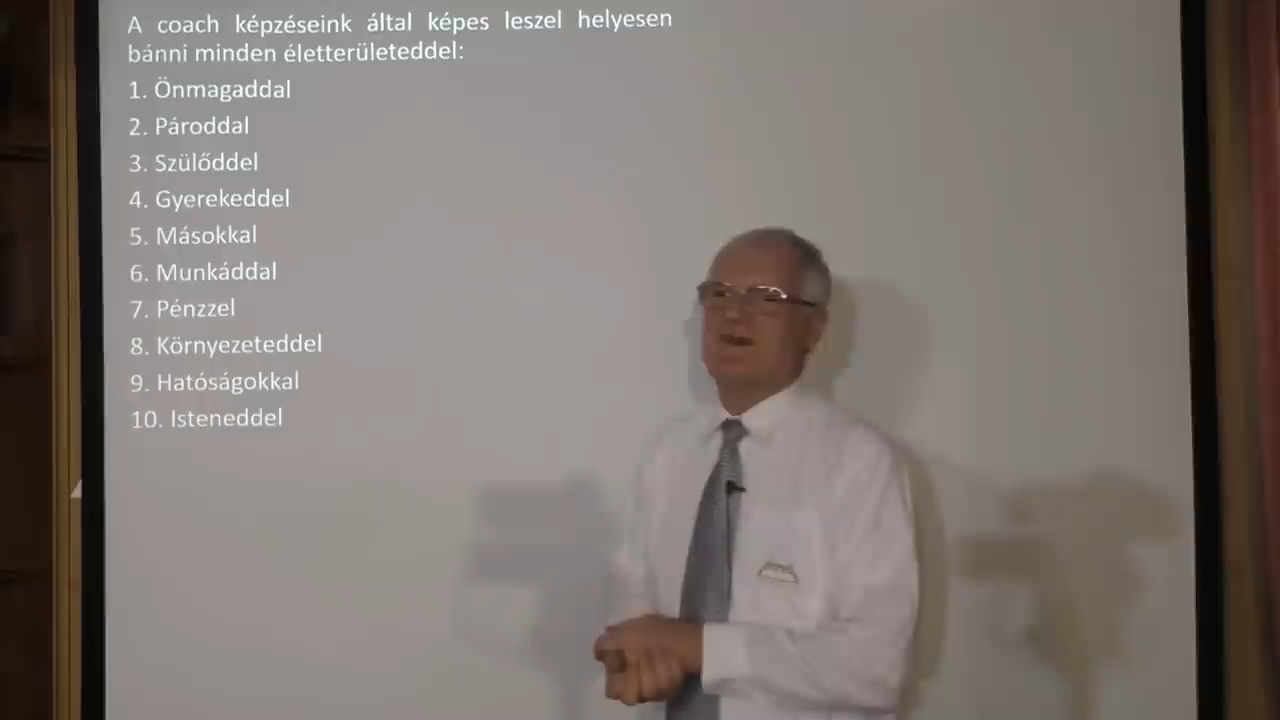 A coach képzéseink által képes leszel helyesen
bánni minden életterületeddel:
1. Önmagaddal
2. Pároddal
3. Szülőddel
4. Gyerekeddel
5. Másokkal
6. Munkáddal
7. Pénzzel
8. Környezeteddel
9. Hatóságokkal
10. Isteneddel